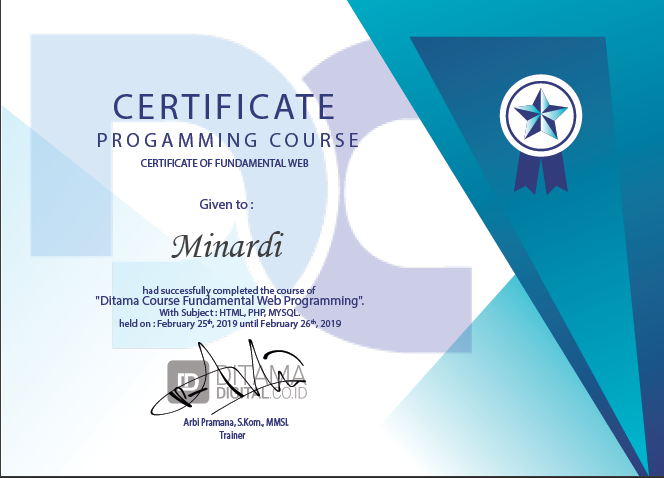 CERTIFICATE
PROGAMMING COURSE
CERTIFICATE OF FUNDAMENTAL WEB
Given to :
Minardi
had successfully completed the course of
"Ditama Course Fundamental Web Programming".
With Subject : HTML, PHP, MYSQL
held on : February 25th, 2019 until February 26th, 2019
DITAMA
DIGITAL.CO.ID
Arbi Pramana, S.Kom., MMSI.
Trainer